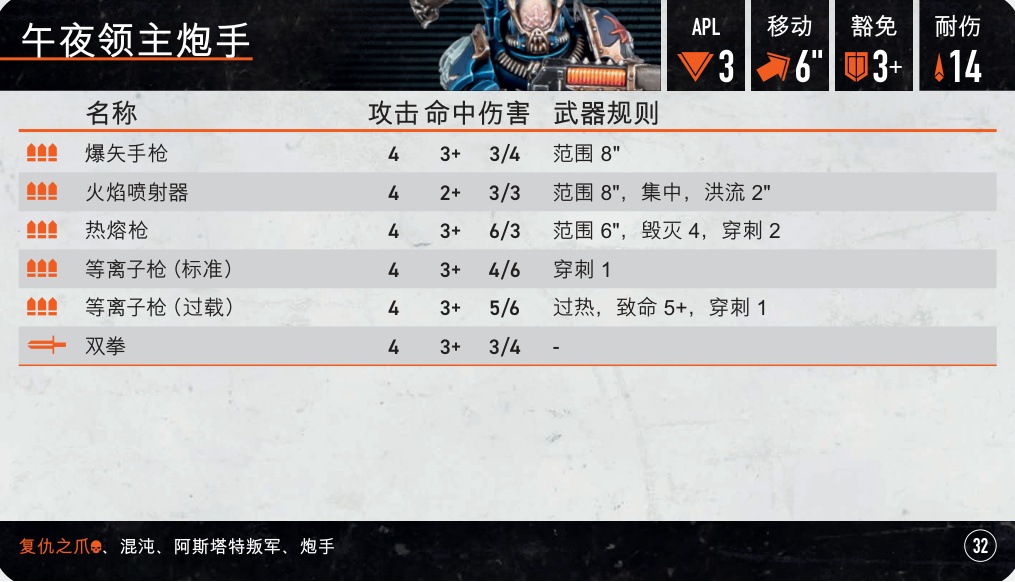 午夜领主炮手
APL 3
移动 6"
豁免 3+
耐伤 14
名称 攻击 命中 伤害 武器规则
爆矢手枪 4 3+ 3/4 范围 8"
火焰喷射器 4 2+ 3/3 范围 8"，集中，洪流 2"
热熔枪 4 3+ 6/3 范围 6"，毁灭 4，穿刺 2
等离子枪（标准） 4 3+ 4/6 穿刺 1
等离子枪（过载） 4 3+ 5/6 过热，致命 5+，穿刺 1
双拳 4 3+ 3/4 -
复仇之爪、混沌、阿斯塔特叛军、炮手
32